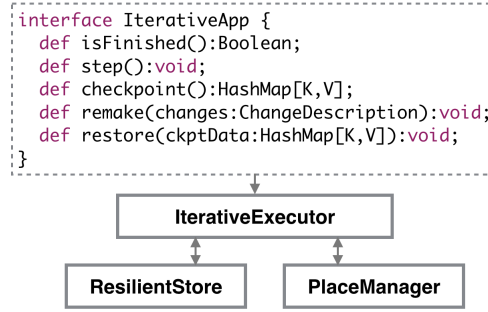 interface IterativeApp {
def isFinished():Boolean;
def step():void;
def checkpoint():HashMap[K,V];
def remake(changes:ChangeDescription):void;
def restore(ckptData:HashMap[K,V]):void;
}
IterativeExecutor
ResilientStore PlaceManager